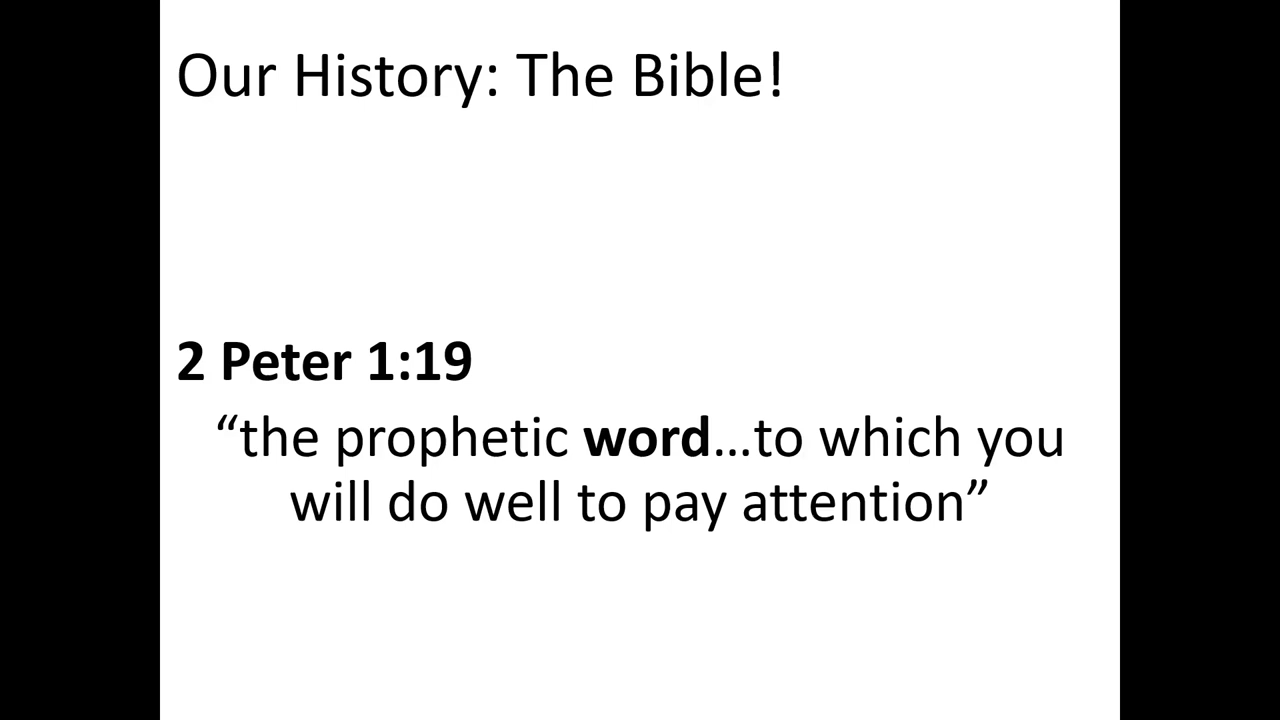 Our History: The Bible!
2 Peter 1:19
“the prophetic word…to which you
will do well to pay attention”